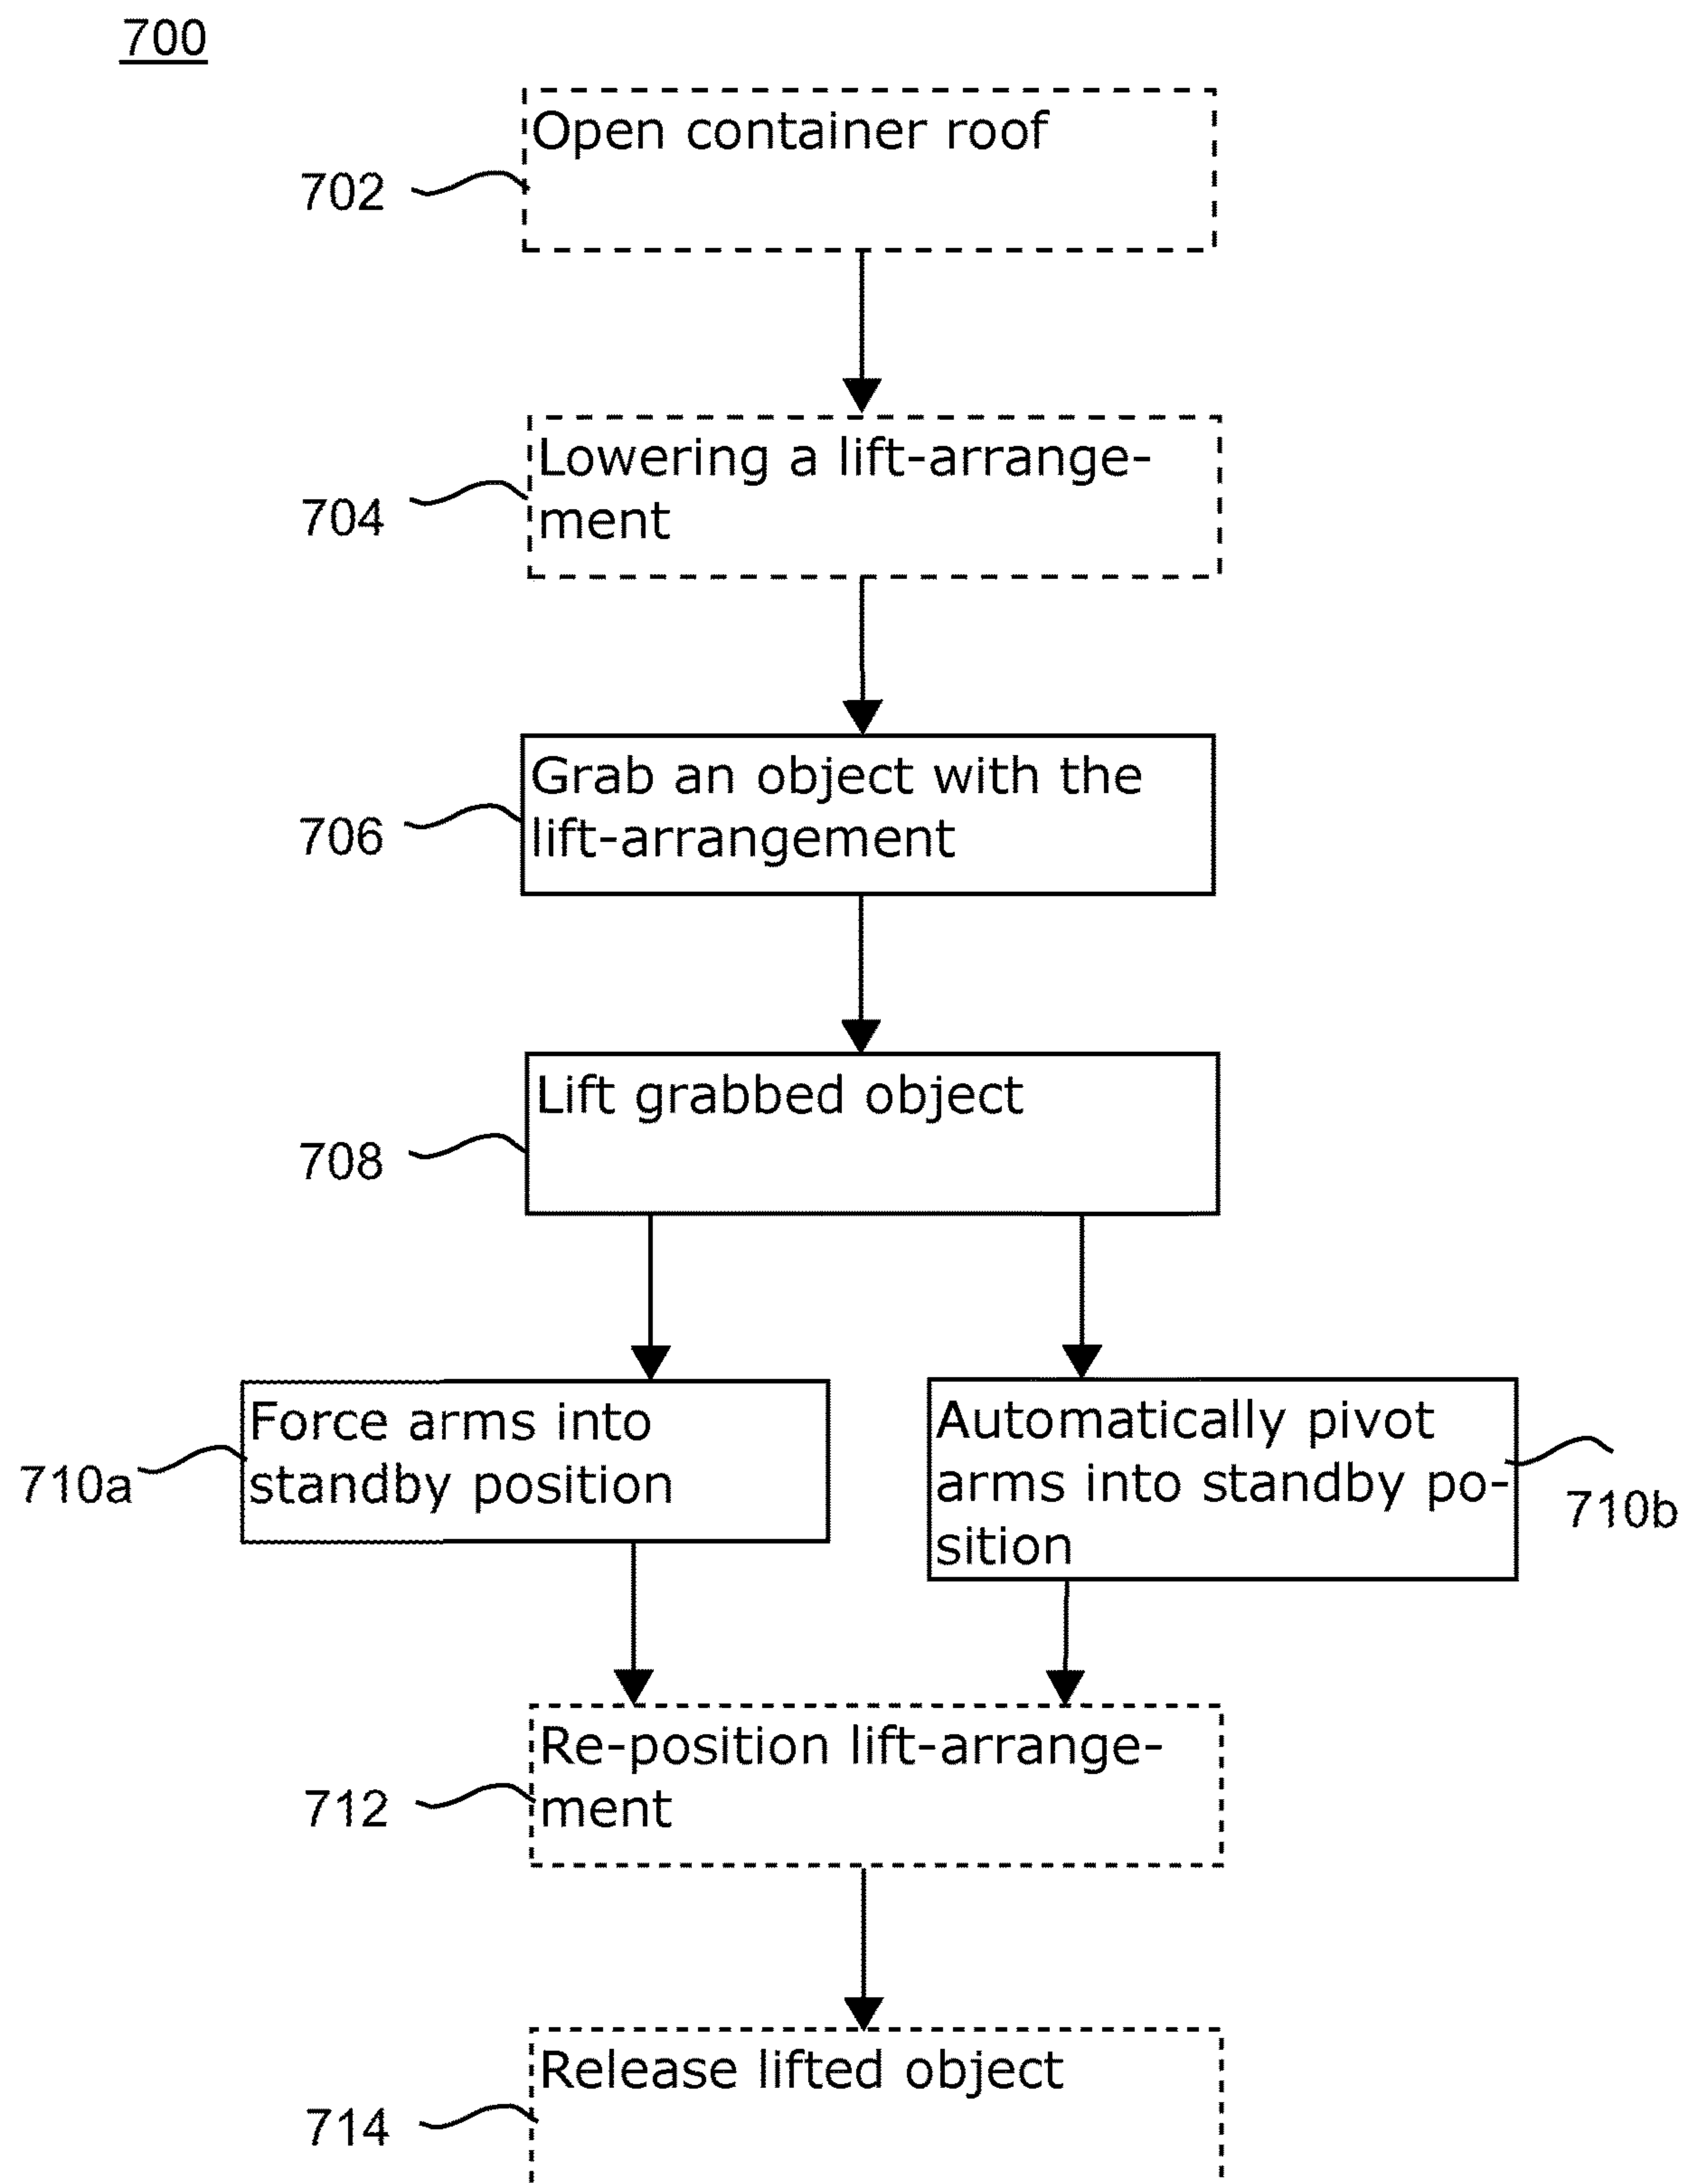 700
Open container roof
702
Lowering a lift-arrange-
ment
704
Grab an object with the
lift-arrangement
706
Lift grabbed object
708
Force arms into
standby position
710a
Automatically pivot
arms into standby po-
sition
710b
Re-position lift-arrange-
ment
712
Release lifted object
714